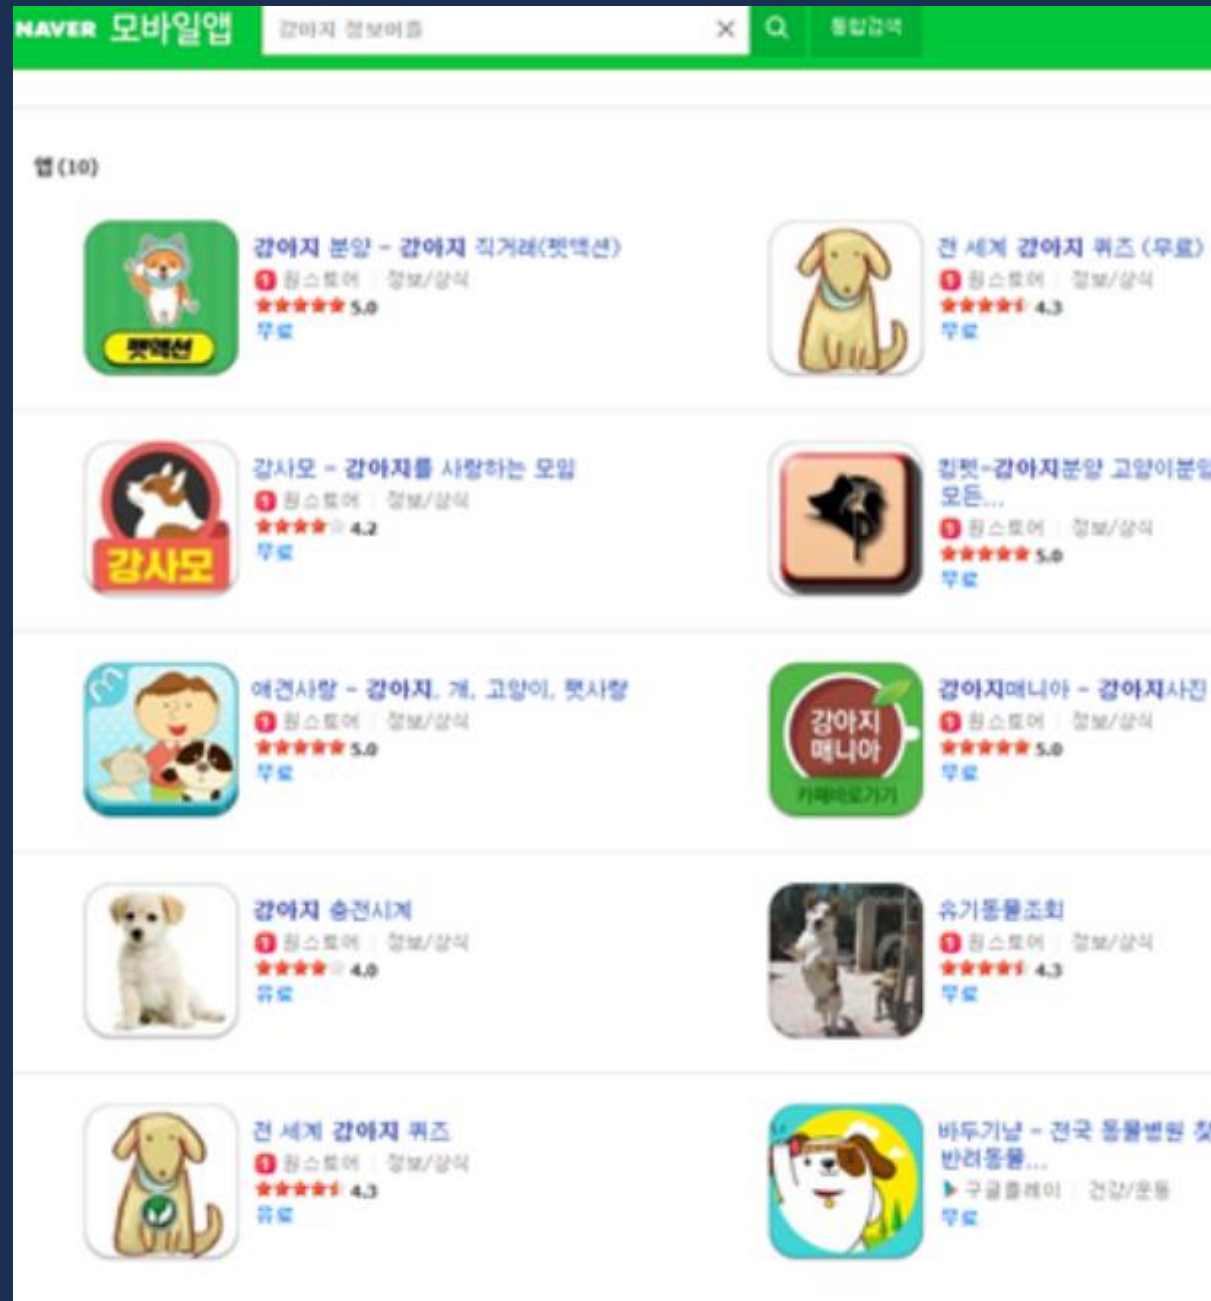 NAVER 모바일앱
강아지 정보어플
통합검색
앱 (10)
강아지 분양 - 강아지 직거래(펫액션)
원스토어 정보/상식
5.0
무료
펫액션
전 세계 강아지 퀴즈 (무료)
원스토어 정보/상식
4.3
무료
강사모 - 강아지를 사랑하는 모임
원스토어 정보/상식
4.2
무료
강사모
킹펫-강아지분양 고양이분양
모든...
원스토어 정보/상식
5.0
무료
애견사랑 - 강아지, 개, 고양이, 펫사랑
원스토어 정보/상식
5.0
무료
강아지매니아 - 강아지사진
원스토어 정보/상식
5.0
무료
강아지
매니아
카페바로가기
강아지 충전시계
원스토어 정보/상식
4.0
유료
유기동물조회
원스토어 정보/상식
4.3
무료
전 세계 강아지 퀴즈
원스토어 정보/상식
4.3
유료
바두기냥 - 전국 동물병원 찾
반려동물...
구글플레이 건강/운동
무료